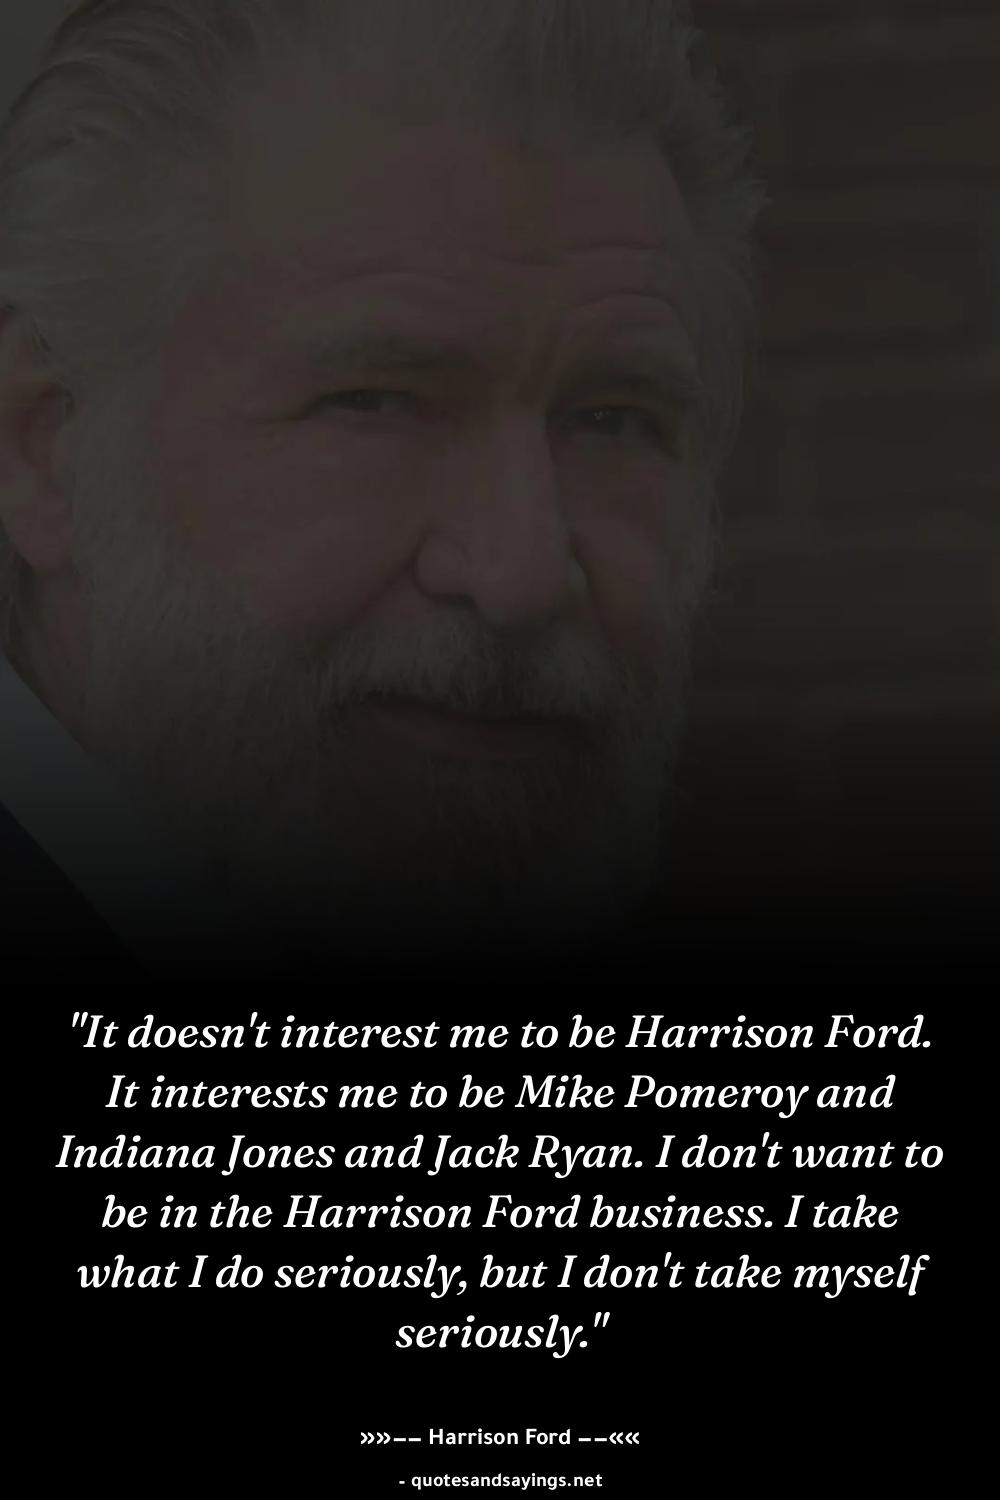 "It doesn't interest me to be Harrison Ford.
It interests me to be Mike Pomeroy and
Indiana Jones and Jack Ryan. I don't want to
be in the Harrison Ford business. I take
what I do seriously, but I don't take myself
seriously."
»»–– Harrison Ford ––««
- quotesandsayings.net